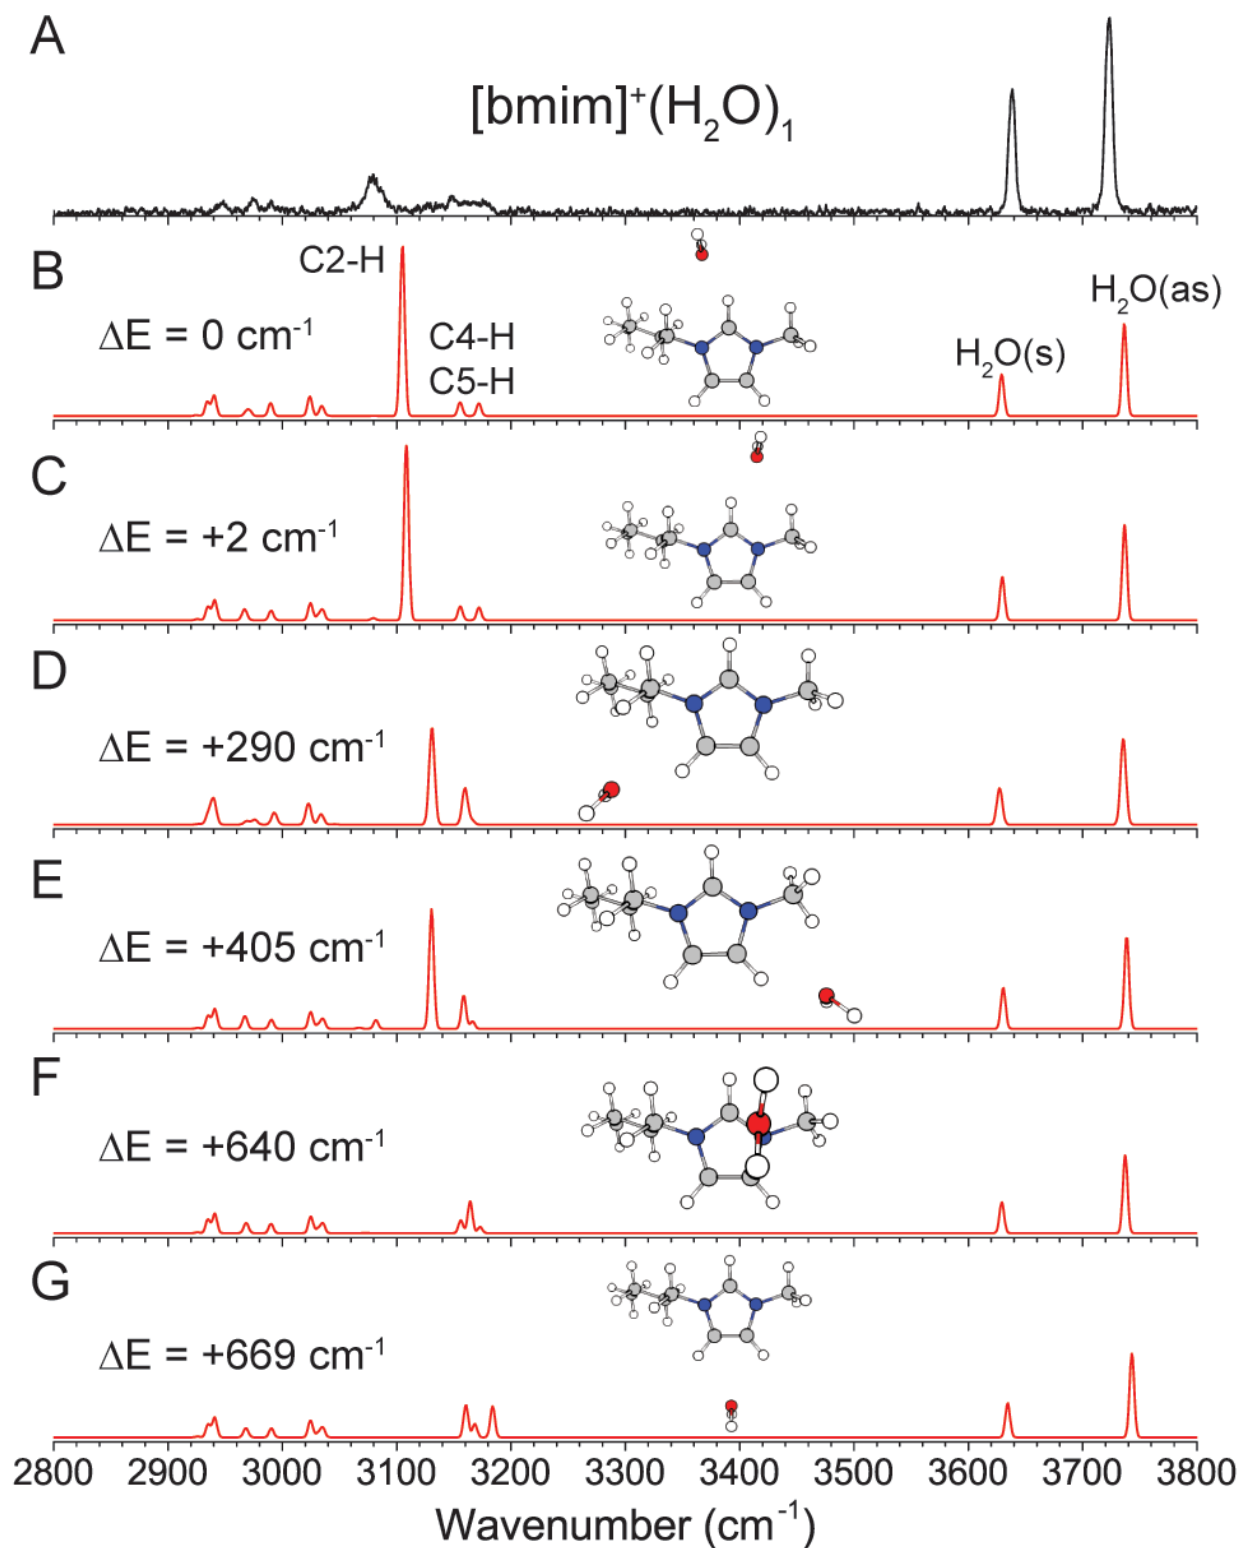 A
[bmim]⁺(H₂O)₁
B
C2-H
ΔE = 0 cm⁻¹
C4-H
C5-H
H₂O(s)
H₂O(as)
C
ΔE = +2 cm⁻¹
D
ΔE = +290 cm⁻¹
E
ΔE = +405 cm⁻¹
F
ΔE = +640 cm⁻¹
G
ΔE = +669 cm⁻¹
2800 2900 3000 3100 3200 3300 3400 3500 3600 3700 3800
Wavenumber (cm⁻¹)